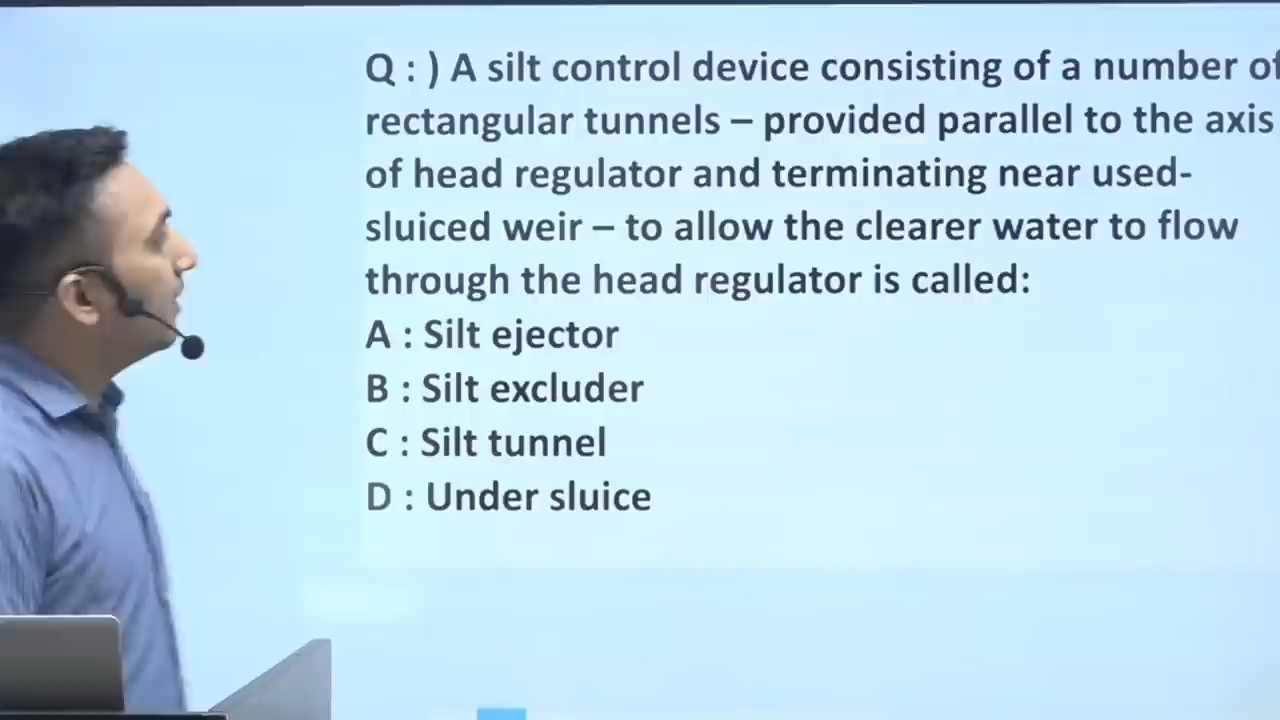 Q : ) A silt control device consisting of a number of
rectangular tunnels – provided parallel to the axis
of head regulator and terminating near used-
sluiced weir – to allow the clearer water to flow
through the head regulator is called:
A : Silt ejector
B : Silt excluder
C : Silt tunnel
D : Under sluice